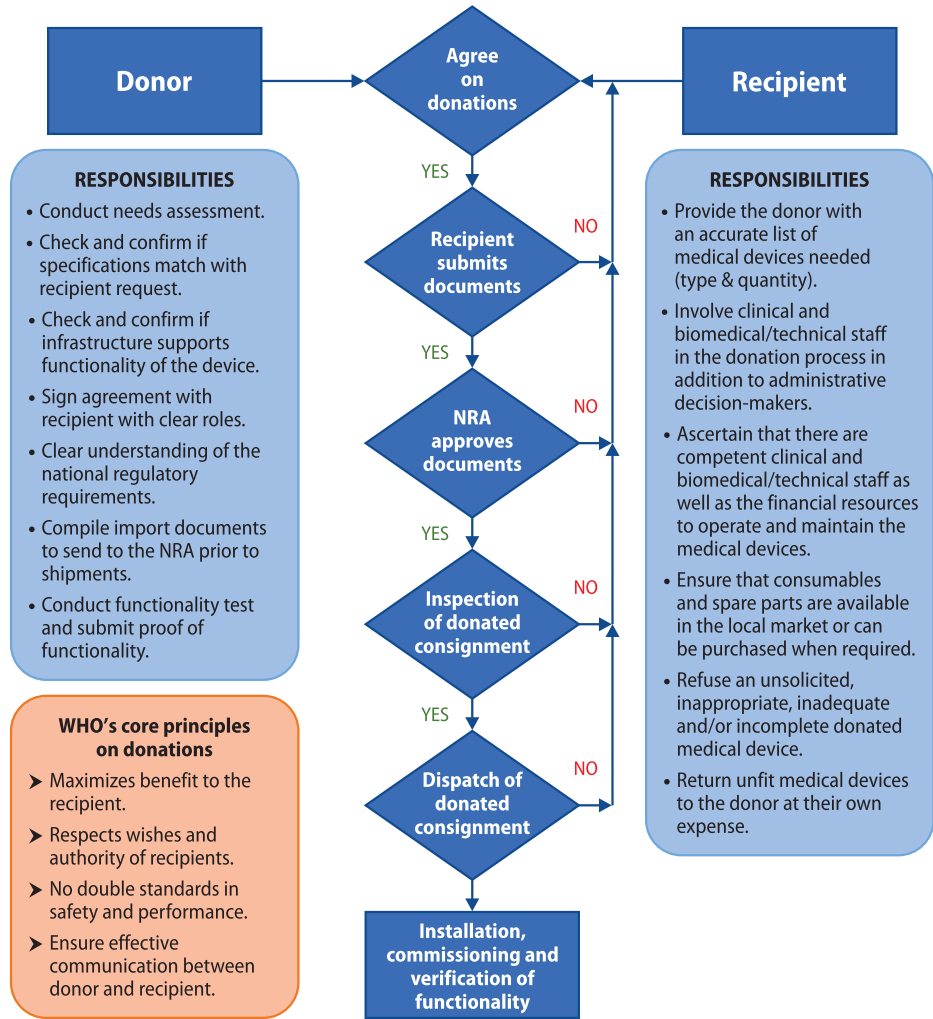 Donor
Agree
on
donations
Recipient
RESPONSIBILITIES
• Conduct needs assessment.
• Check and confirm if
specifications match with
recipient request.
• Check and confirm if
infrastructure supports
functionality of the device.
• Sign agreement with
recipient with clear roles.
• Clear understanding of the
national regulatory
requirements.
• Compile import documents
to send to the NRA prior to
shipments.
• Conduct functionality test
and submit proof of
functionality.
WHO's core principles
on donations
➤ Maximizes benefit to the
recipient.
➤ Respects wishes and
authority of recipients.
➤ No double standards in
safety and performance.
➤ Ensure effective
communication between
donor and recipient.
YES
Recipient
submits
documents
NO
YES
NRA
approves
documents
NO
YES
Inspection
of donated
consignment
NO
YES
Dispatch of
donated
consignment
NO
Installation,
commissioning and
verification of
functionality
RESPONSIBILITIES
• Provide the donor with
an accurate list of
medical devices needed
(type & quantity).
• Involve clinical and
biomedical/technical staff
in the donation process in
addition to administrative
decision-makers.
• Ascertain that there are
competent clinical and
biomedical/technical staff as
well as the financial resources
to operate and maintain the
medical devices.
• Ensure that consumables
and spare parts are available
in the local market or can
be purchased when required.
• Refuse an unsolicited,
inappropriate, inadequate
and/or incomplete donated
medical device.
• Return unfit medical devices
to the donor at their own
expense.